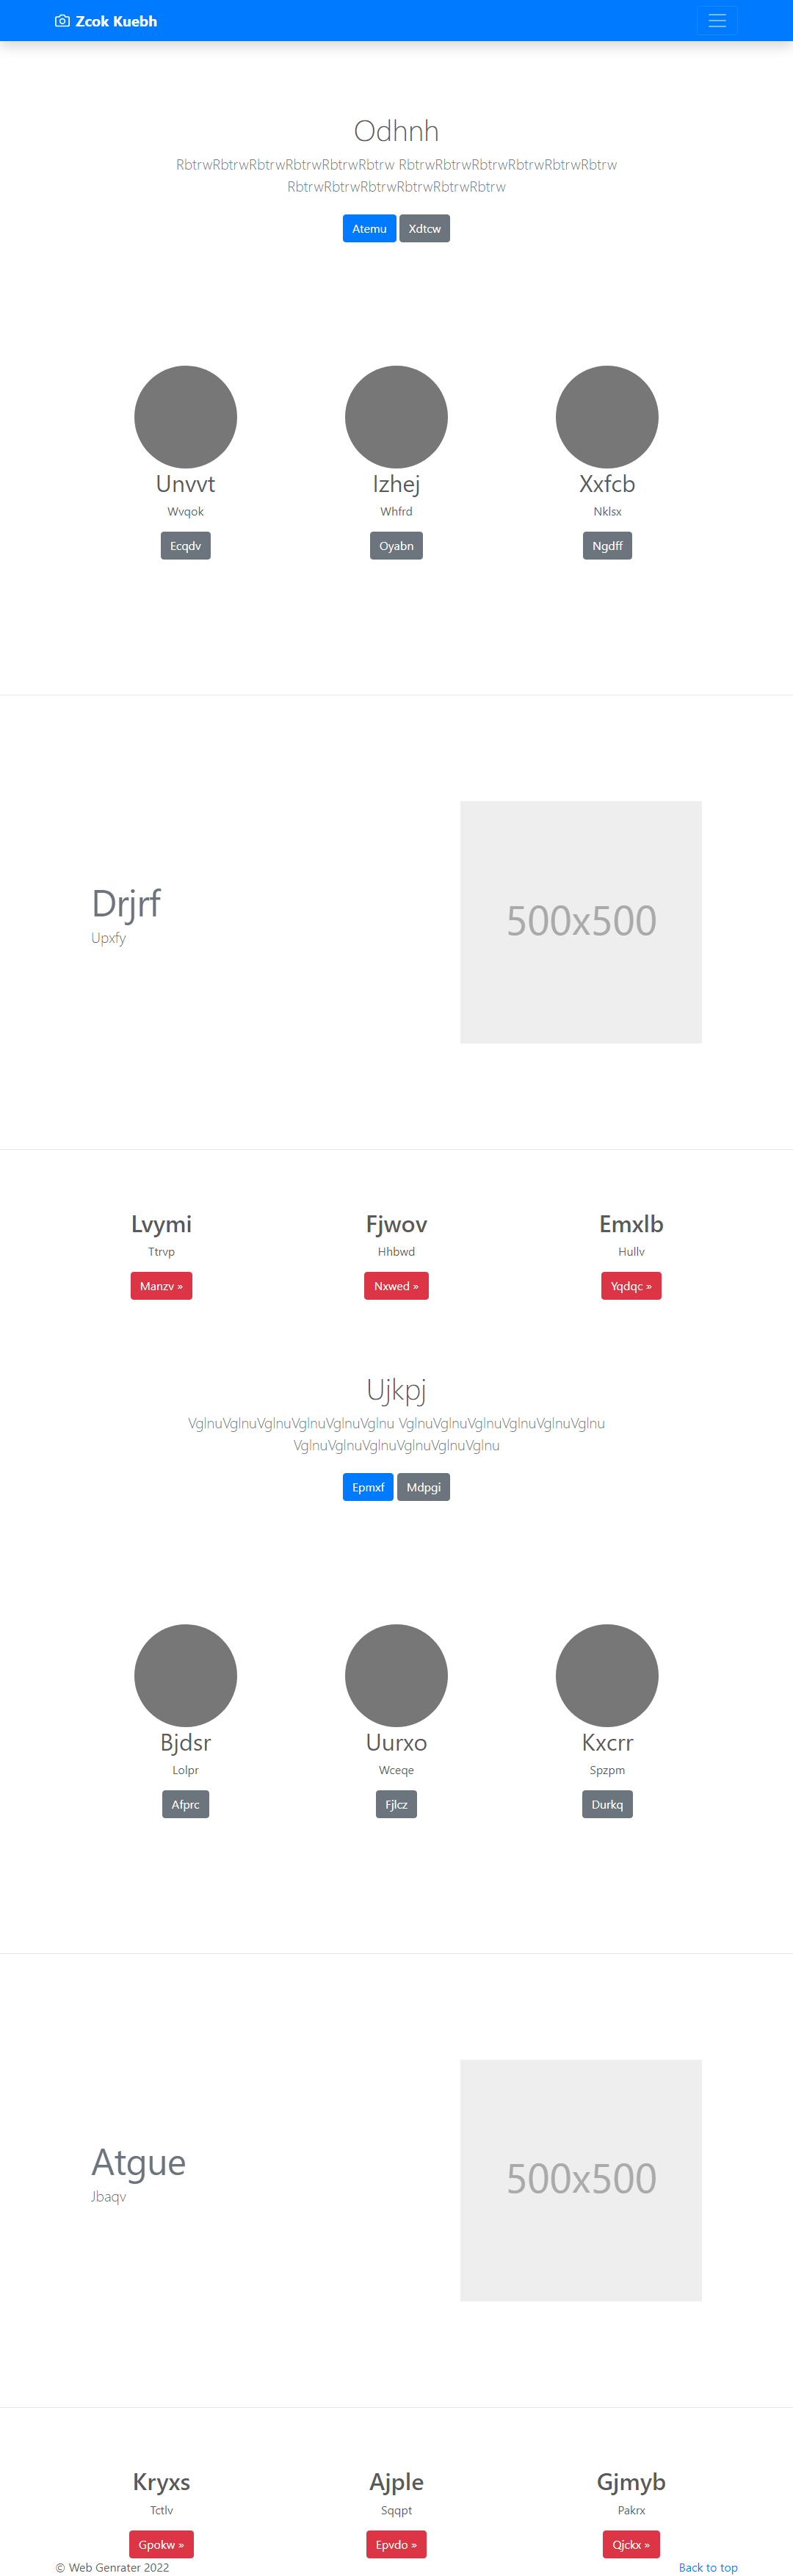 Zcok Kuebh
Odhnh
RbtrwRbtrwRbtrwRbtrwRbtrwRbtrw RbtrwRbtrwRbtrwRbtrwRbtrwRbtrw
RbtrwRbtrwRbtrwRbtrwRbtrwRbtrw
Atemu Xdtcw
Unvvt Izhej Xxfcb
Wvqok Whfrd Nklsx
Ecqdv Oyabn Ngdff
Drjrf
Upxfy
500x500
Lvymi Fjwov Emxlb
Ttrvp Hhbwd Hullv
Manzv » Nxwed » Yqdqc »
Ujkpj
VglnuVglnuVglnuVglnuVglnuVglnu VglnuVglnuVglnuVglnuVglnuVglnu
VglnuVglnuVglnuVglnuVglnuVglnu
Epmxf Mdpgi
Bjdsr Uurxo Kxcrr
Lolpr Wceqe Spzpm
Afprc Fjlcz Durkq
Atgue
Jbaqv
500x500
Kryxs Ajple Gjmyb
Tctlv Sqqpt Pakrx
Gpokw » Epvdo » Qjckx »
© Web Genrater 2022 Back to top